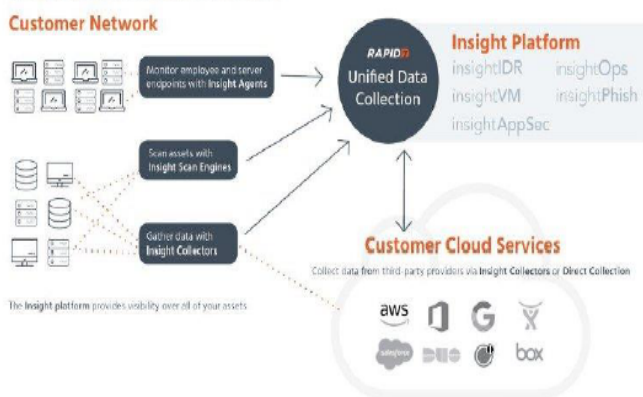 Customer Network
Monitor employee and server
endpoints with Insight Agents
Scan assets with
Insight Scan Engines
Gather data with
Insight Collectors
The Insight platform provides visibility over all of your assets
RAPID7
Unified Data
Collection
Insight Platform
insightIDR insightOps
insightVM insightPhish
insightAppSec
Customer Cloud Services
Collect data from third-party providers via Insight Collectors or Direct Collection
aws
G
salesforce
DUO
box